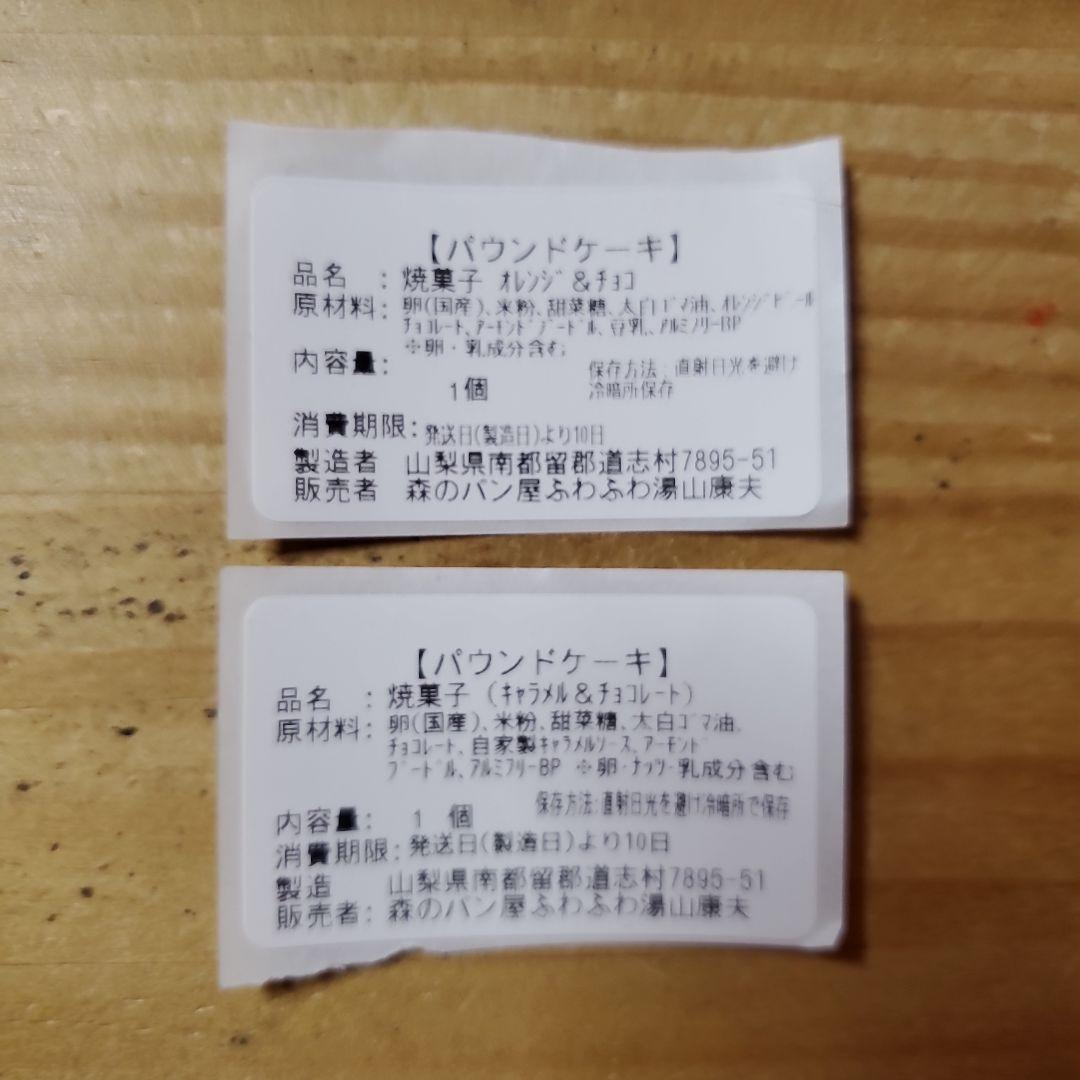 【パウンドケーキ】
品名 : 焼菓子 ｵﾚﾝｼﾞ&ﾁｮｺ
原材料: 卵(国産)、米粉、甜菜糖、太白ｺﾞﾏ油、ｵﾚﾝｼﾞﾋﾟｰﾙ
ﾁｮｺﾚｰﾄ、ｱｰﾓﾝﾄﾞﾌﾟｰﾄﾞﾙ、豆乳、ｱﾙﾐﾌﾘｰBP
※卵・乳成分含む
内容量:
1個
保存方法：直射日光を避け
冷暗所保存
消費期限: 発送日(製造日)より10日
製造者 山梨県南都留郡道志村7895-51
販売者 森のパン屋ふわふわ湯山康夫
【パウンドケーキ】
品名 : 焼菓子 (ｷｬﾗﾒﾙ&ﾁｮｺﾚｰﾄ)
原材料: 卵(国産)、米粉、甜菜糖、太白ｺﾞﾏ油、
ﾁｮｺﾚｰﾄ、自家製ｷｬﾗﾒﾙｿｰｽ、ｱｰﾓﾝﾄﾞ
ﾌﾟｰﾄﾞﾙ、ｱﾙﾐﾌﾘｰBP ※卵・ﾅｯﾂ・乳成分含む
保存方法:直射日光を避け冷暗所で保存
内容量: 1 個
消費期限: 発送日(製造日)より10日
製造 山梨県南都留郡道志村7895-51
販売者: 森のパン屋ふわふわ湯山康夫